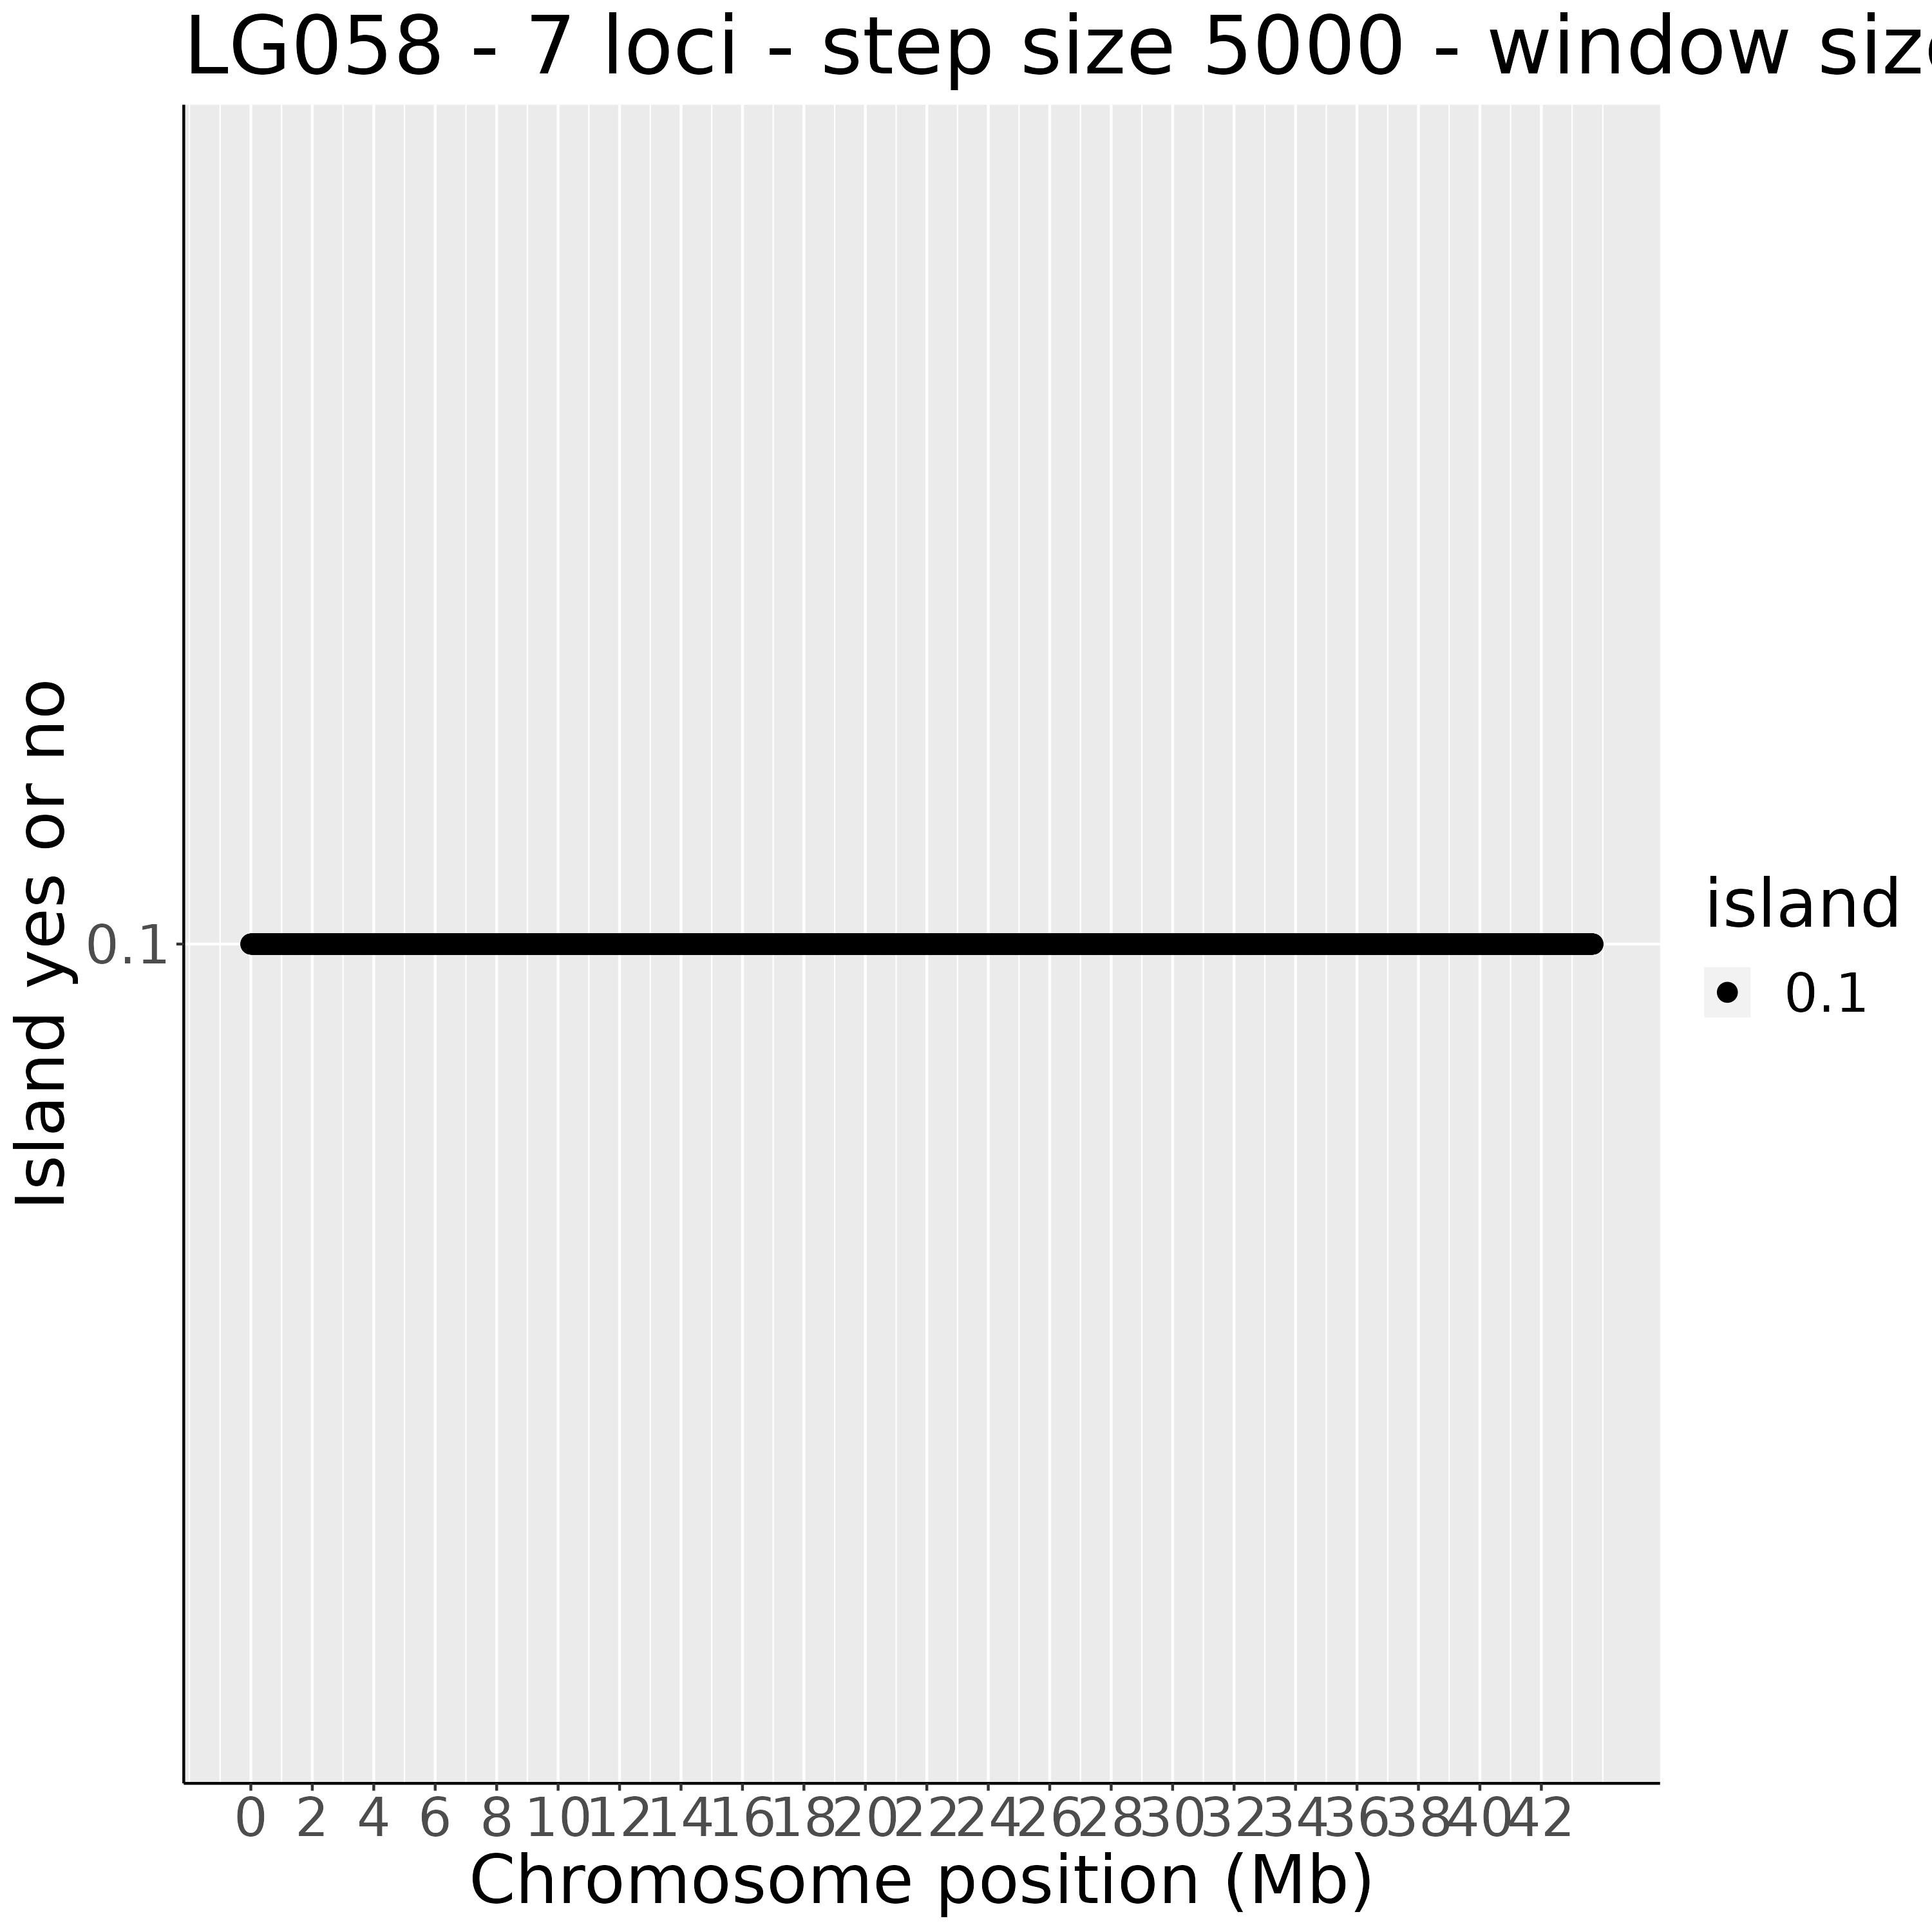 LG058 - 7 loci - step size 5000 - window size
Island yes or no
0.1
island
0.1
0 2 4 6 8 10 12 14 16 18 20 22 24 26 28 30 32 34 36 38 40 42
Chromosome position (Mb)